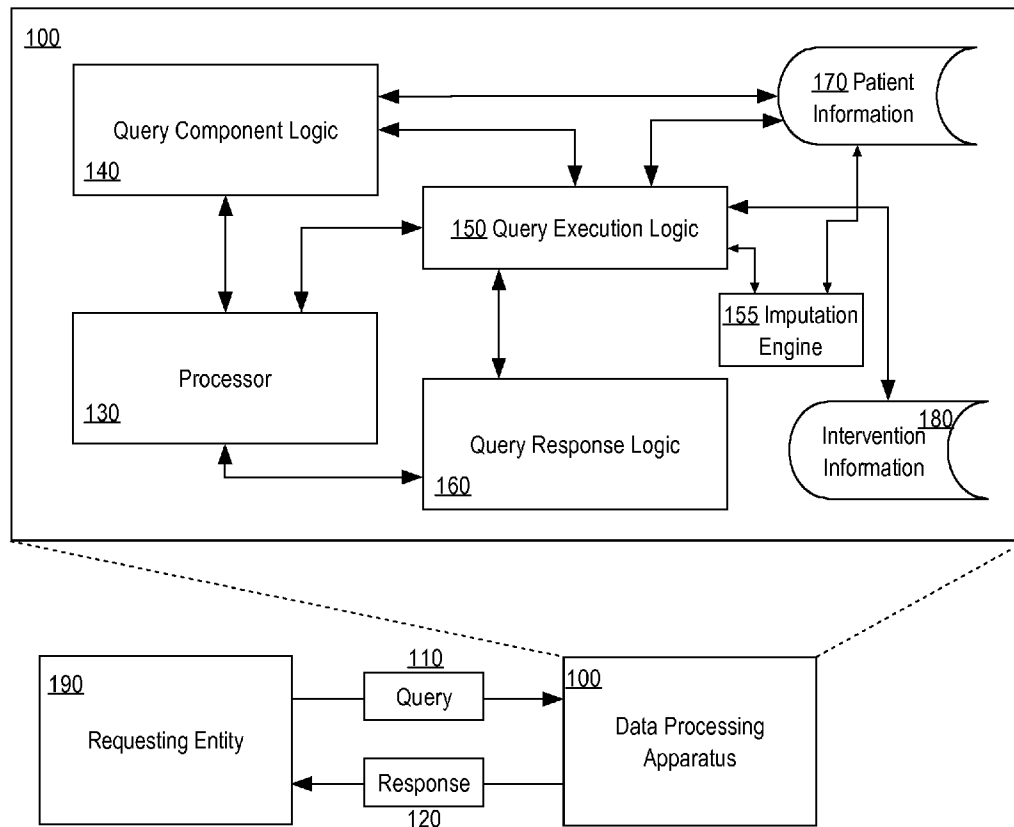 100
170 Patient
Information
Query Component Logic
140
150 Query Execution Logic
155 Imputation
Engine
Processor
130
Query Response Logic
160
180
Intervention
Information
190
Requesting Entity
110
Query
Response
120
100
Data Processing
Apparatus